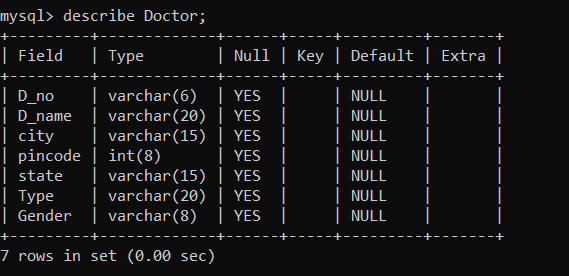 mysql> describe Doctor;
+---------+-------------+------+-----+---------+-------+
| Field   | Type        | Null | Key | Default | Extra |
+---------+-------------+------+-----+---------+-------+
| D_no    | varchar(6)  | YES  |     | NULL    |       |
| D_name  | varchar(20) | YES  |     | NULL    |       |
| city    | varchar(15) | YES  |     | NULL    |       |
| pincode | int(8)      | YES  |     | NULL    |       |
| state   | varchar(15) | YES  |     | NULL    |       |
| Type    | varchar(20) | YES  |     | NULL    |       |
| Gender  | varchar(8)  | YES  |     | NULL    |       |
+---------+-------------+------+-----+---------+-------+
7 rows in set (0.00 sec)